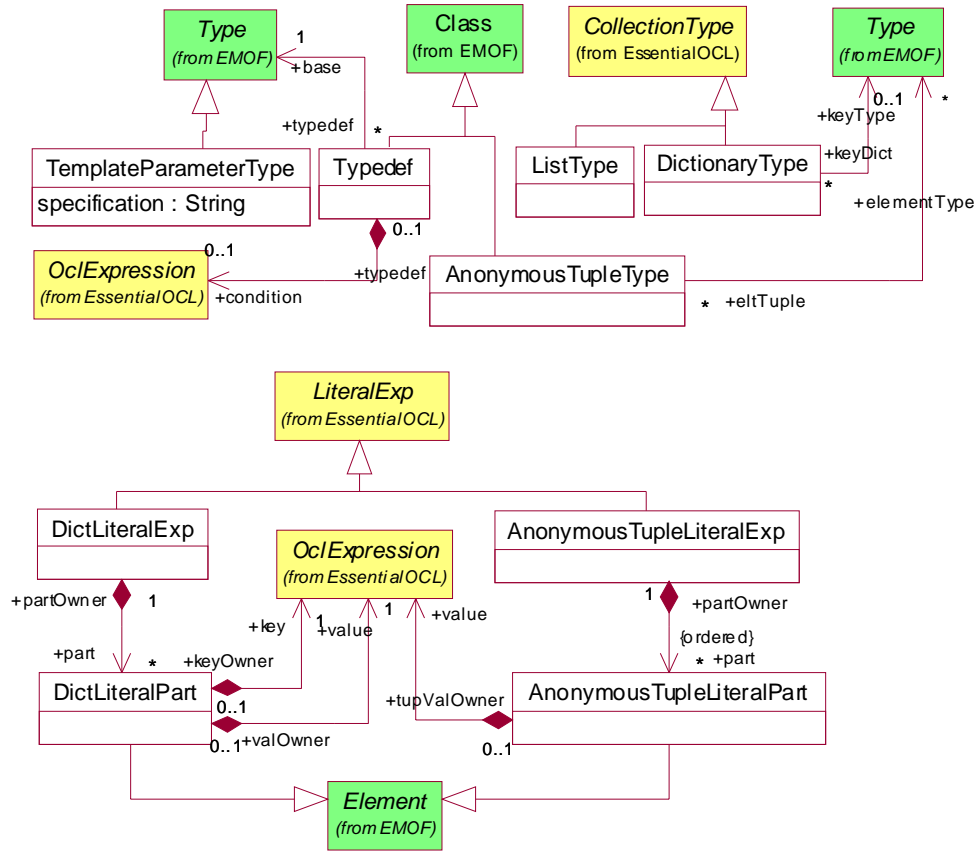 Type
(from EMOF)
1
+base
Class
(from EMOF)
CollectionType
(from EssentialOCL)
Type
(from EMOF)
0..1
*
+keyType
+typedef
*
TemplateParameterType
specification : String
Typedef
0..1
ListType
DictionaryType
+keyDict
*
+elementType
OclExpression
(from EssentialOCL)
0..1
+condition
+typedef
AnonymousTupleType
*
+eltTuple
LiteralExp
(from EssentialOCL)
DictLiteralExp
OclExpression
(from EssentialOCL)
AnonymousTupleLiteralExp
+partOwner
1
+part
*
+key
1
+value
1
+value
1
+partOwner
{ordered}
*
+part
+keyOwner
0..1
DictLiteralPart
0..1
+valOwner
+tupValOwner
0..1
AnonymousTupleLiteralPart
Element
(from EMOF)